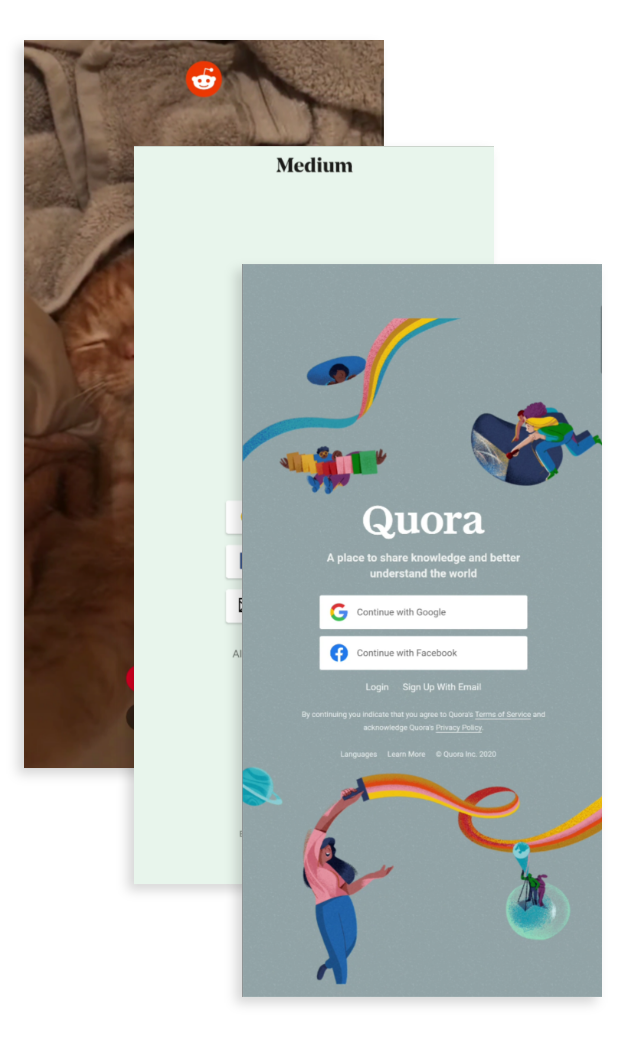 Medium
Quora
A place to share knowledge and better
understand the world
Continue with Google
Continue with Facebook
Login Sign Up With Email
By continuing you indicate that you agree to Quora's Terms of Service and
acknowledge Quora's Privacy Policy.
Languages Learn More © Quora Inc. 2020